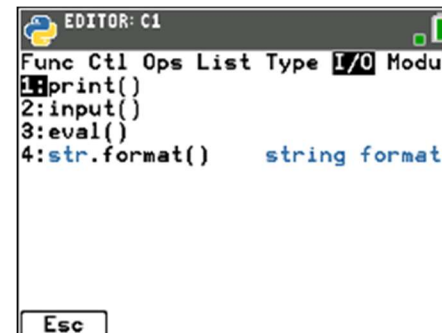 EDITOR: C1
Func Ctl Ops List Type I/O Modu
1:print()
2:input()
3:eval()
4:str.format() string format
Esc